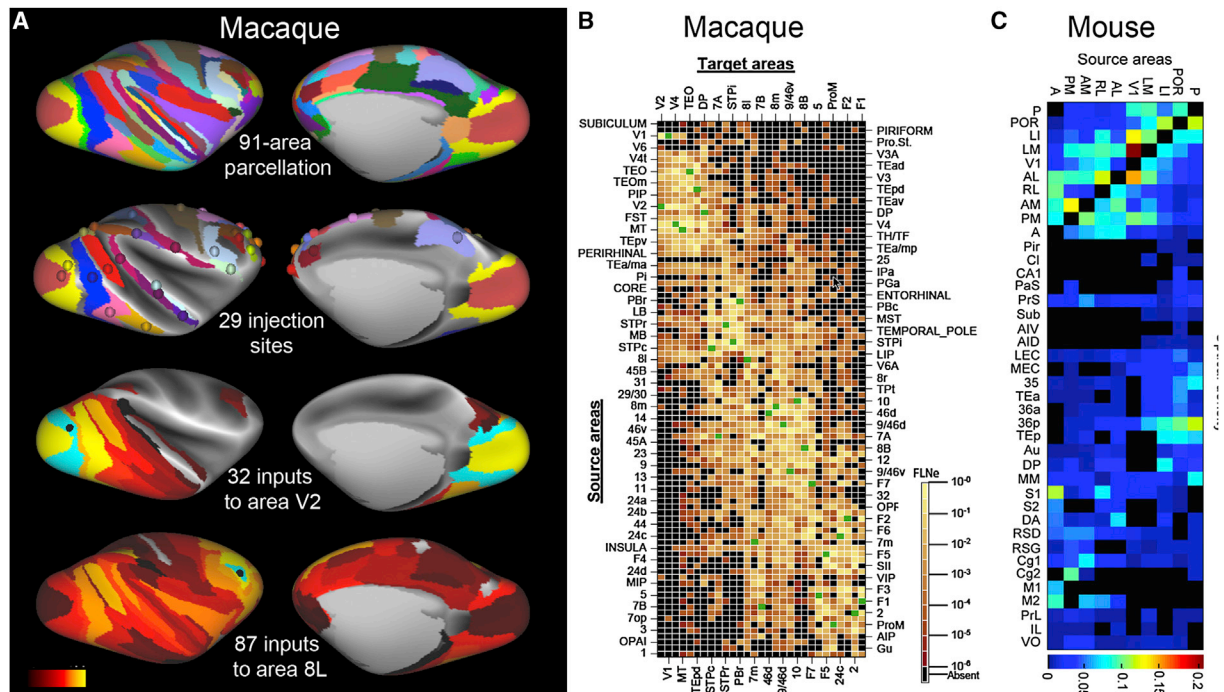 A
Macaque
91-area
parcellation
29 injection
sites
32 inputs
to area V2
87 inputs
to area 8L
B
Macaque
Target areas
V2
V4
TEO
DP
7A
STPi
8l
7B
8m
9/46v
8B
5
ProM
F2
F1
SUBICULUM
V1
V6
V4t
TEO
TEOm
PIP
V2
FST
MT
TEpv
PERIRHINAL
TEa/ma
Pi
CORE
PBr
LB
STPr
MB
STPc
8l
45B
31
29/30
8m
14
46v
45A
23
9
13
11
24a
24b
44
24c
INSULA
F4
24d
MIP
5
7B
7op
3
OPAI
1
Source areas
PIRIFORM
Pro.St.
V3A
TEad
V3
TEpd
TEav
DP
V4
TH/TF
TEa/mp
25
IPa
PGa
ENTORHINAL
PBc
MST
TEMPORAL_POLE
STPi
LIP
V6A
8r
TPt
10
46d
9/46d
7A
8B
12
9/46v
F7
32
OPF
F2
F6
7m
F5
SII
VIP
F3
F1
2
ProM
AIP
Gu
V1
MT
TEpd
STPc
STPr
PBr
7m
46d
9/46d
10
F7
F5
24c
2
FLNe
10⁻⁰
10⁻¹
10⁻²
10⁻³
10⁻⁴
10⁻⁵
10⁻⁶
Absent
C
Mouse
Source areas
A
PM
AM
RL
AL
V1
LM
LI
POR
P
P
POR
LI
LM
V1
AL
RL
AM
PM
A
Pir
Cl
CA1
PaS
PrS
Sub
AIV
AID
LEC
MEC
35
TEa
36a
36p
TEp
Au
DP
MM
S1
S2
DA
RSD
RSG
Cg1
Cg2
M1
M2
PrL
IL
VO
0
0.05
0.1
0.15
0.2